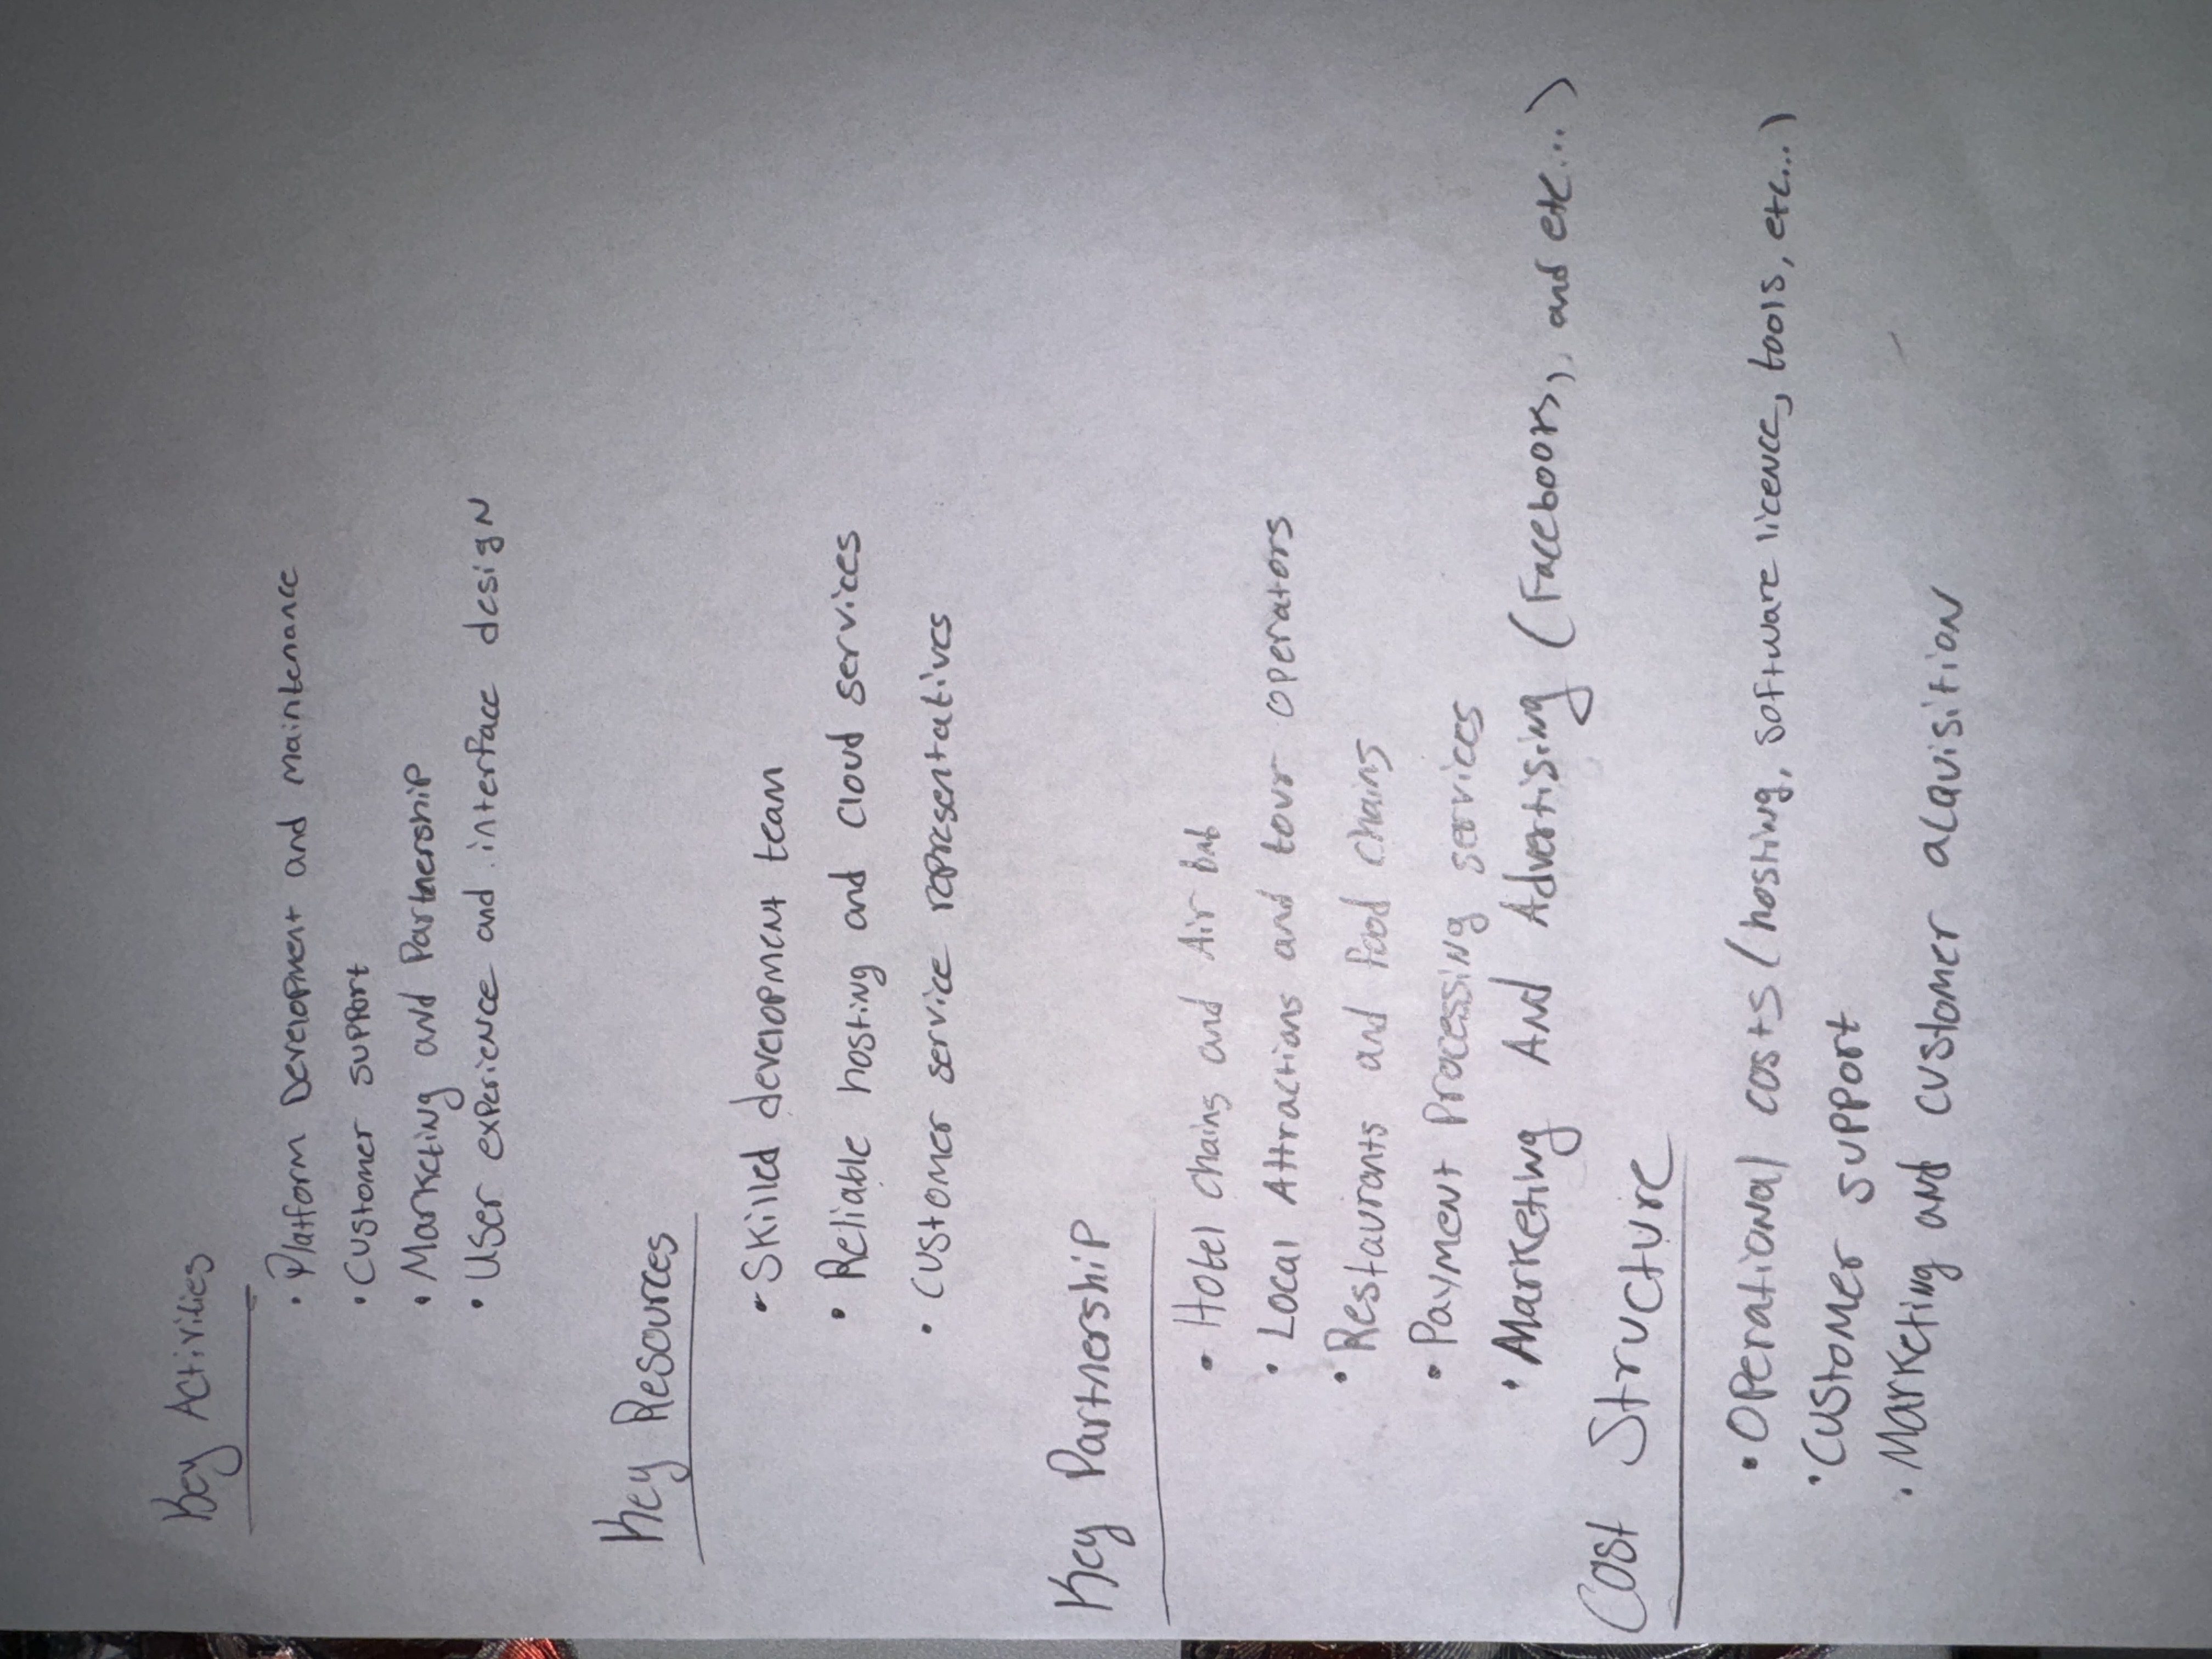 Key Activities
• Platform Development and maintenance
• Customer support
• Marketing and Partnership
• User experience and interface design
Key Resources
• Skilled development team
• Reliable hosting and cloud services
• Customer service representatives
Key Partnership
• Hotel chains and Air bnb
• Local Attractions and tour operators
• Restaurants and food chains
• Payment Processing services
• Marketing And Advertising (Facebook, and etc...)
Cost Structure
• Operational costs (hosting, software licence, tools, etc...)
• Customer support
• Marketing and customer acquisition